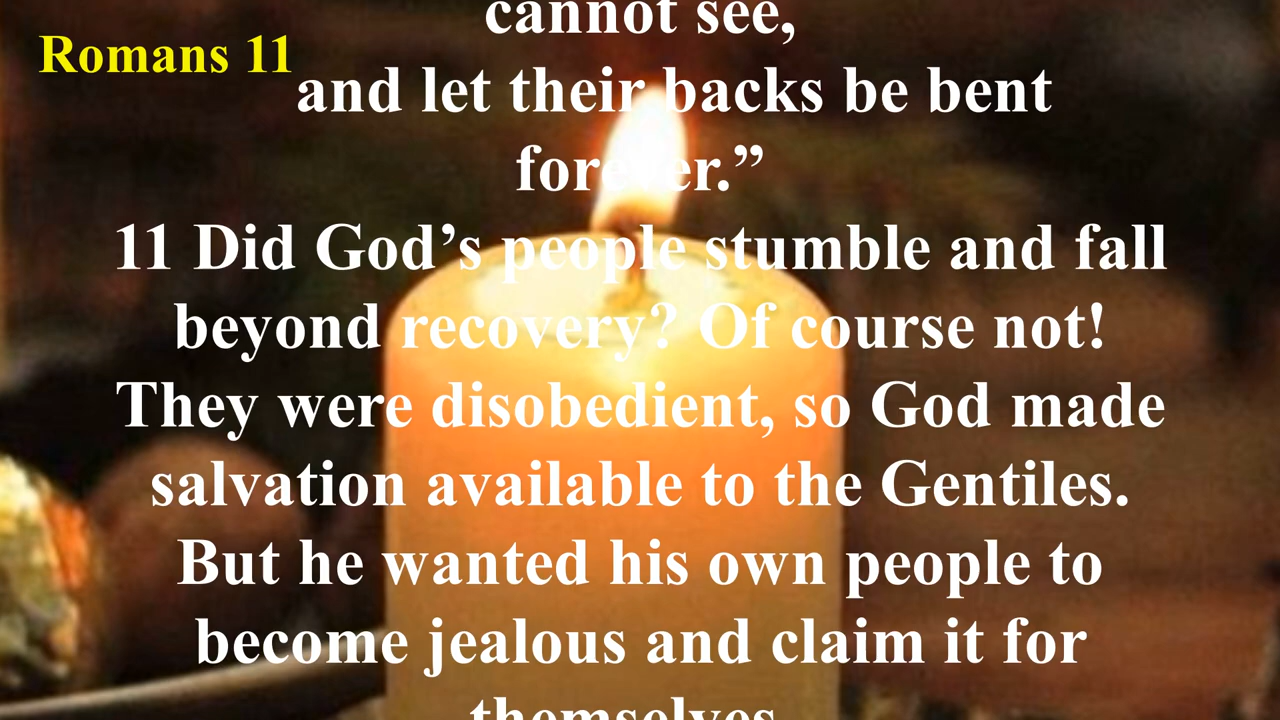 cannot see,
Romans 11
and let their backs be bent
forever.”
11 Did God’s people stumble and fall
beyond recovery? Of course not!
They were disobedient, so God made
salvation available to the Gentiles.
But he wanted his own people to
become jealous and claim it for
themselves.